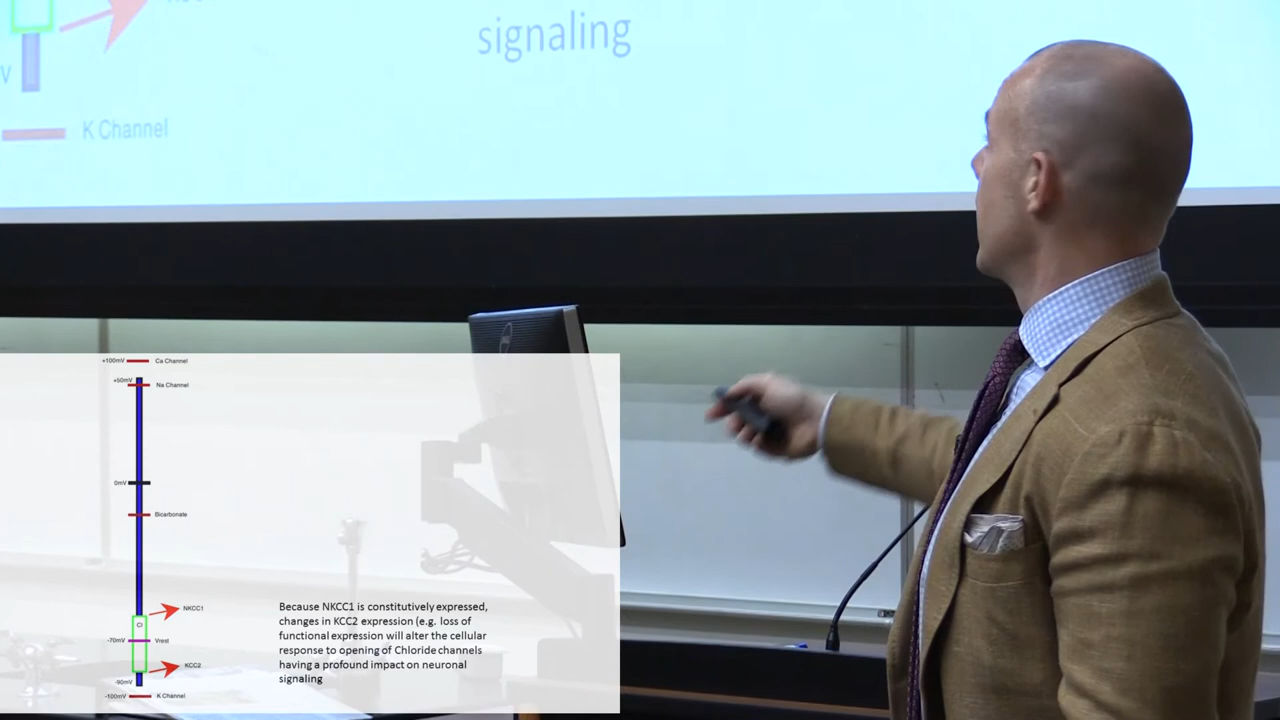 signaling
V
K Channel
+100mV Ca Channel
+50mV
Na Channel
0mV
Bicarbonate
NKCC1
Cl
-70mV Vrest
KCC2
-90mV
-100mV K Channel
Because NKCC1 is constitutively expressed,
changes in KCC2 expression (e.g. loss of
functional expression will alter the cellular
response to opening of Chloride channels
having a profound impact on neuronal
signaling